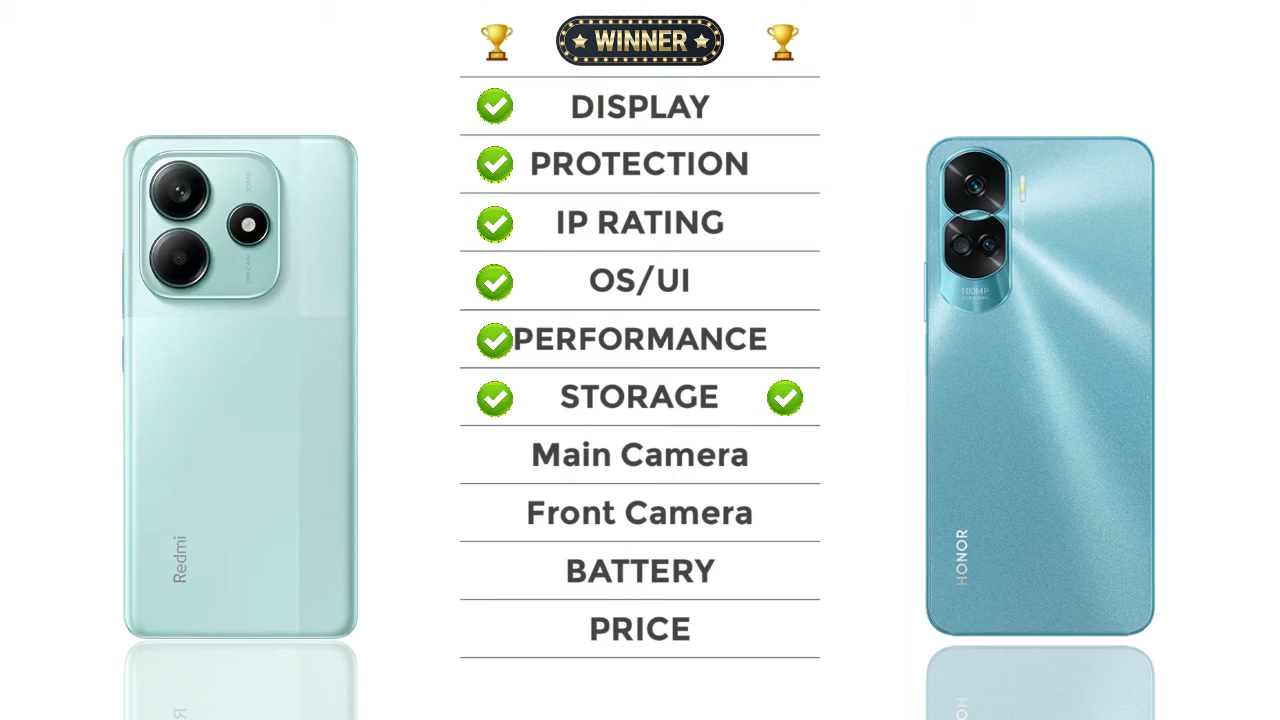 WINNER
DISPLAY
PROTECTION
IP RATING
OS/UI
PERFORMANCE
STORAGE
Main Camera
Front Camera
BATTERY
PRICE
Redmi
100MP
HONOR